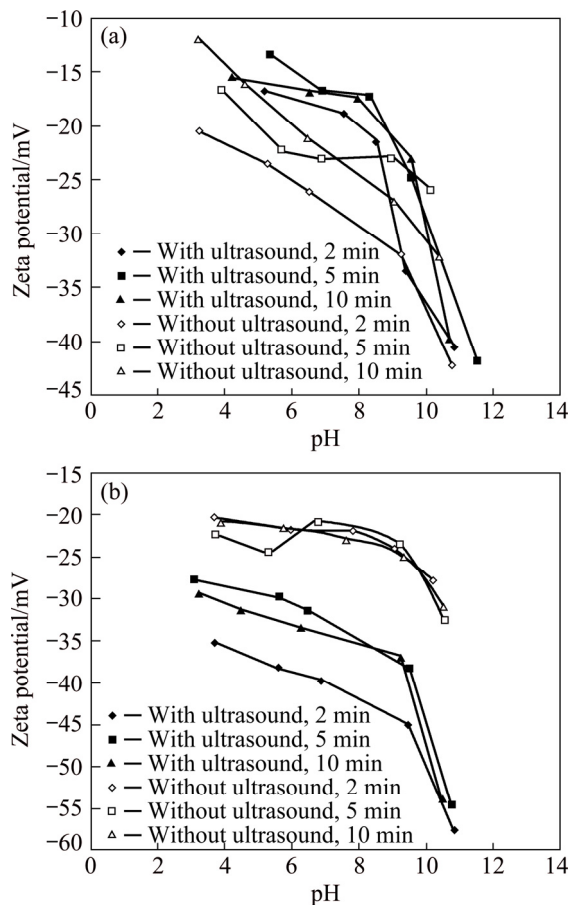 (a)
Zeta potential/mV
−10
−15
−20
−25
−30
−35
−40
−45
With ultrasound, 2 min
With ultrasound, 5 min
With ultrasound, 10 min
Without ultrasound, 2 min
Without ultrasound, 5 min
Without ultrasound, 10 min
0 2 4 6 8 10 12 14
pH
(b)
Zeta potential/mV
−15
−20
−25
−30
−35
−40
−45
−50
−55
−60
With ultrasound, 2 min
With ultrasound, 5 min
With ultrasound, 10 min
Without ultrasound, 2 min
Without ultrasound, 5 min
Without ultrasound, 10 min
0 2 4 6 8 10 12 14
pH